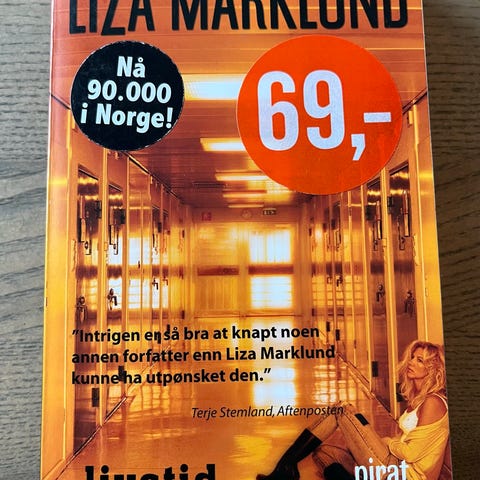 LIZA MARKLUND
Nå
90.000
i Norge!
69,-
"Intrigen er så bra at knapt noen
annen forfatter enn Liza Marklund
kunne ha utpønsket den."
Terje Stemland, Aftenposten
livstid
pirat